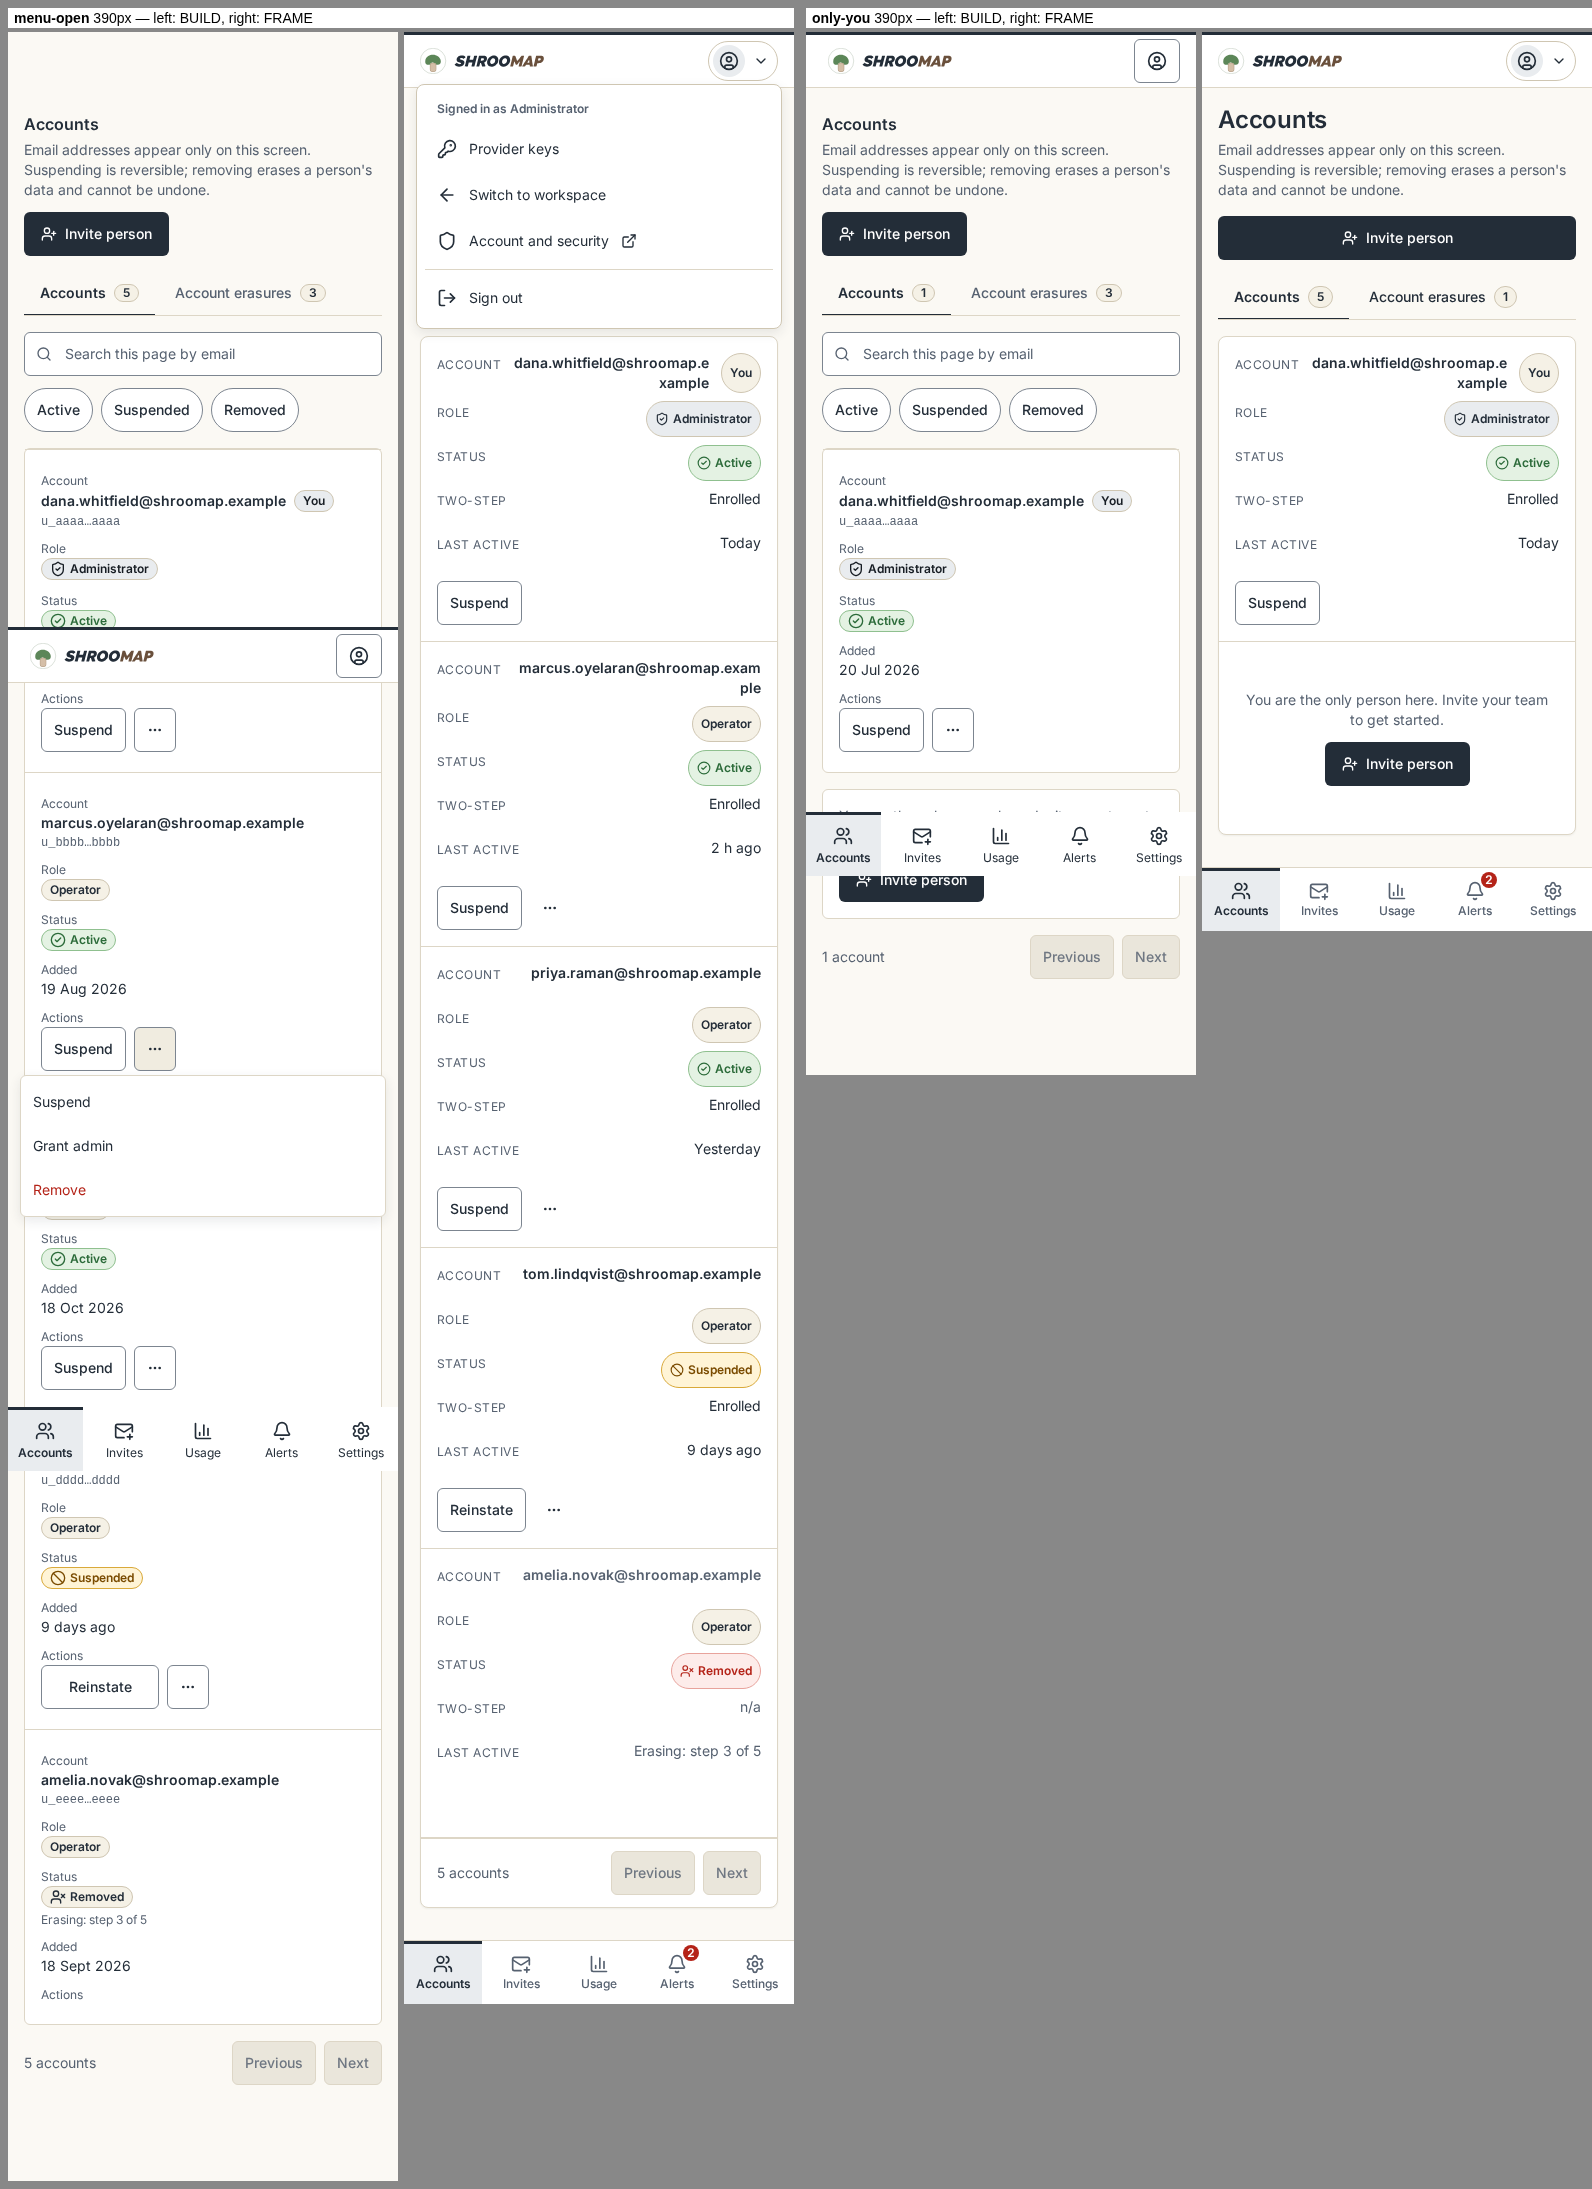 menu-open 390px — left: BUILD, right: FRAME
Accounts
Email addresses appear only on this screen.
Suspending is reversible; removing erases a person's
data and cannot be undone.
Invite person
Accounts 5 Account erasures 3
Search this page by email
Active Suspended Removed
Account
dana.whitfield@shroomap.example You
u_aaaa…aaaa
Role
Administrator
Status
Active
SHROOMAP
Actions
Suspend ···
Account
marcus.oyelaran@shroomap.example
u_bbbb…bbbb
Role
Operator
Status
Active
Added
19 Aug 2026
Actions
Suspend ···
Suspend
Grant admin
Remove
Status
Active
Added
18 Oct 2026
Actions
Suspend ···
Accounts Invites Usage Alerts Settings
u_dddd…dddd
Role
Operator
Status
Suspended
Added
9 days ago
Actions
Reinstate ···
Account
amelia.novak@shroomap.example
u_eeee…eeee
Role
Operator
Status
Removed
Erasing: step 3 of 5
Added
18 Sept 2026
Actions
5 accounts Previous Next
SHROOMAP
Signed in as Administrator
Provider keys
Switch to workspace
Account and security
Sign out
ACCOUNT dana.whitfield@shroomap.e
xample You
ROLE Administrator
STATUS Active
TWO-STEP Enrolled
LAST ACTIVE Today
Suspend
ACCOUNT marcus.oyelaran@shroomap.exam
ple
ROLE Operator
STATUS Active
TWO-STEP Enrolled
LAST ACTIVE 2 h ago
Suspend ···
ACCOUNT priya.raman@shroomap.example
ROLE Operator
STATUS Active
TWO-STEP Enrolled
LAST ACTIVE Yesterday
Suspend ···
ACCOUNT tom.lindqvist@shroomap.example
ROLE Operator
STATUS Suspended
TWO-STEP Enrolled
LAST ACTIVE 9 days ago
Reinstate ···
ACCOUNT amelia.novak@shroomap.example
ROLE Operator
STATUS Removed
TWO-STEP n/a
LAST ACTIVE Erasing: step 3 of 5
5 accounts Previous Next
2
Accounts Invites Usage Alerts Settings
only-you 390px — left: BUILD, right: FRAME
SHROOMAP
Accounts
Email addresses appear only on this screen.
Suspending is reversible; removing erases a person's
data and cannot be undone.
Invite person
Accounts 1 Account erasures 3
Search this page by email
Active Suspended Removed
Account
dana.whitfield@shroomap.example You
u_aaaa…aaaa
Role
Administrator
Status
Active
Added
20 Jul 2026
Actions
Suspend ···
Accounts Invites Usage Alerts Settings
Invite person
1 account Previous Next
SHROOMAP
Accounts
Email addresses appear only on this screen.
Suspending is reversible; removing erases a person's
data and cannot be undone.
Invite person
Accounts 5 Account erasures 1
ACCOUNT dana.whitfield@shroomap.e
xample You
ROLE Administrator
STATUS Active
TWO-STEP Enrolled
LAST ACTIVE Today
Suspend
You are the only person here. Invite your team
to get started.
Invite person
2
Accounts Invites Usage Alerts Settings